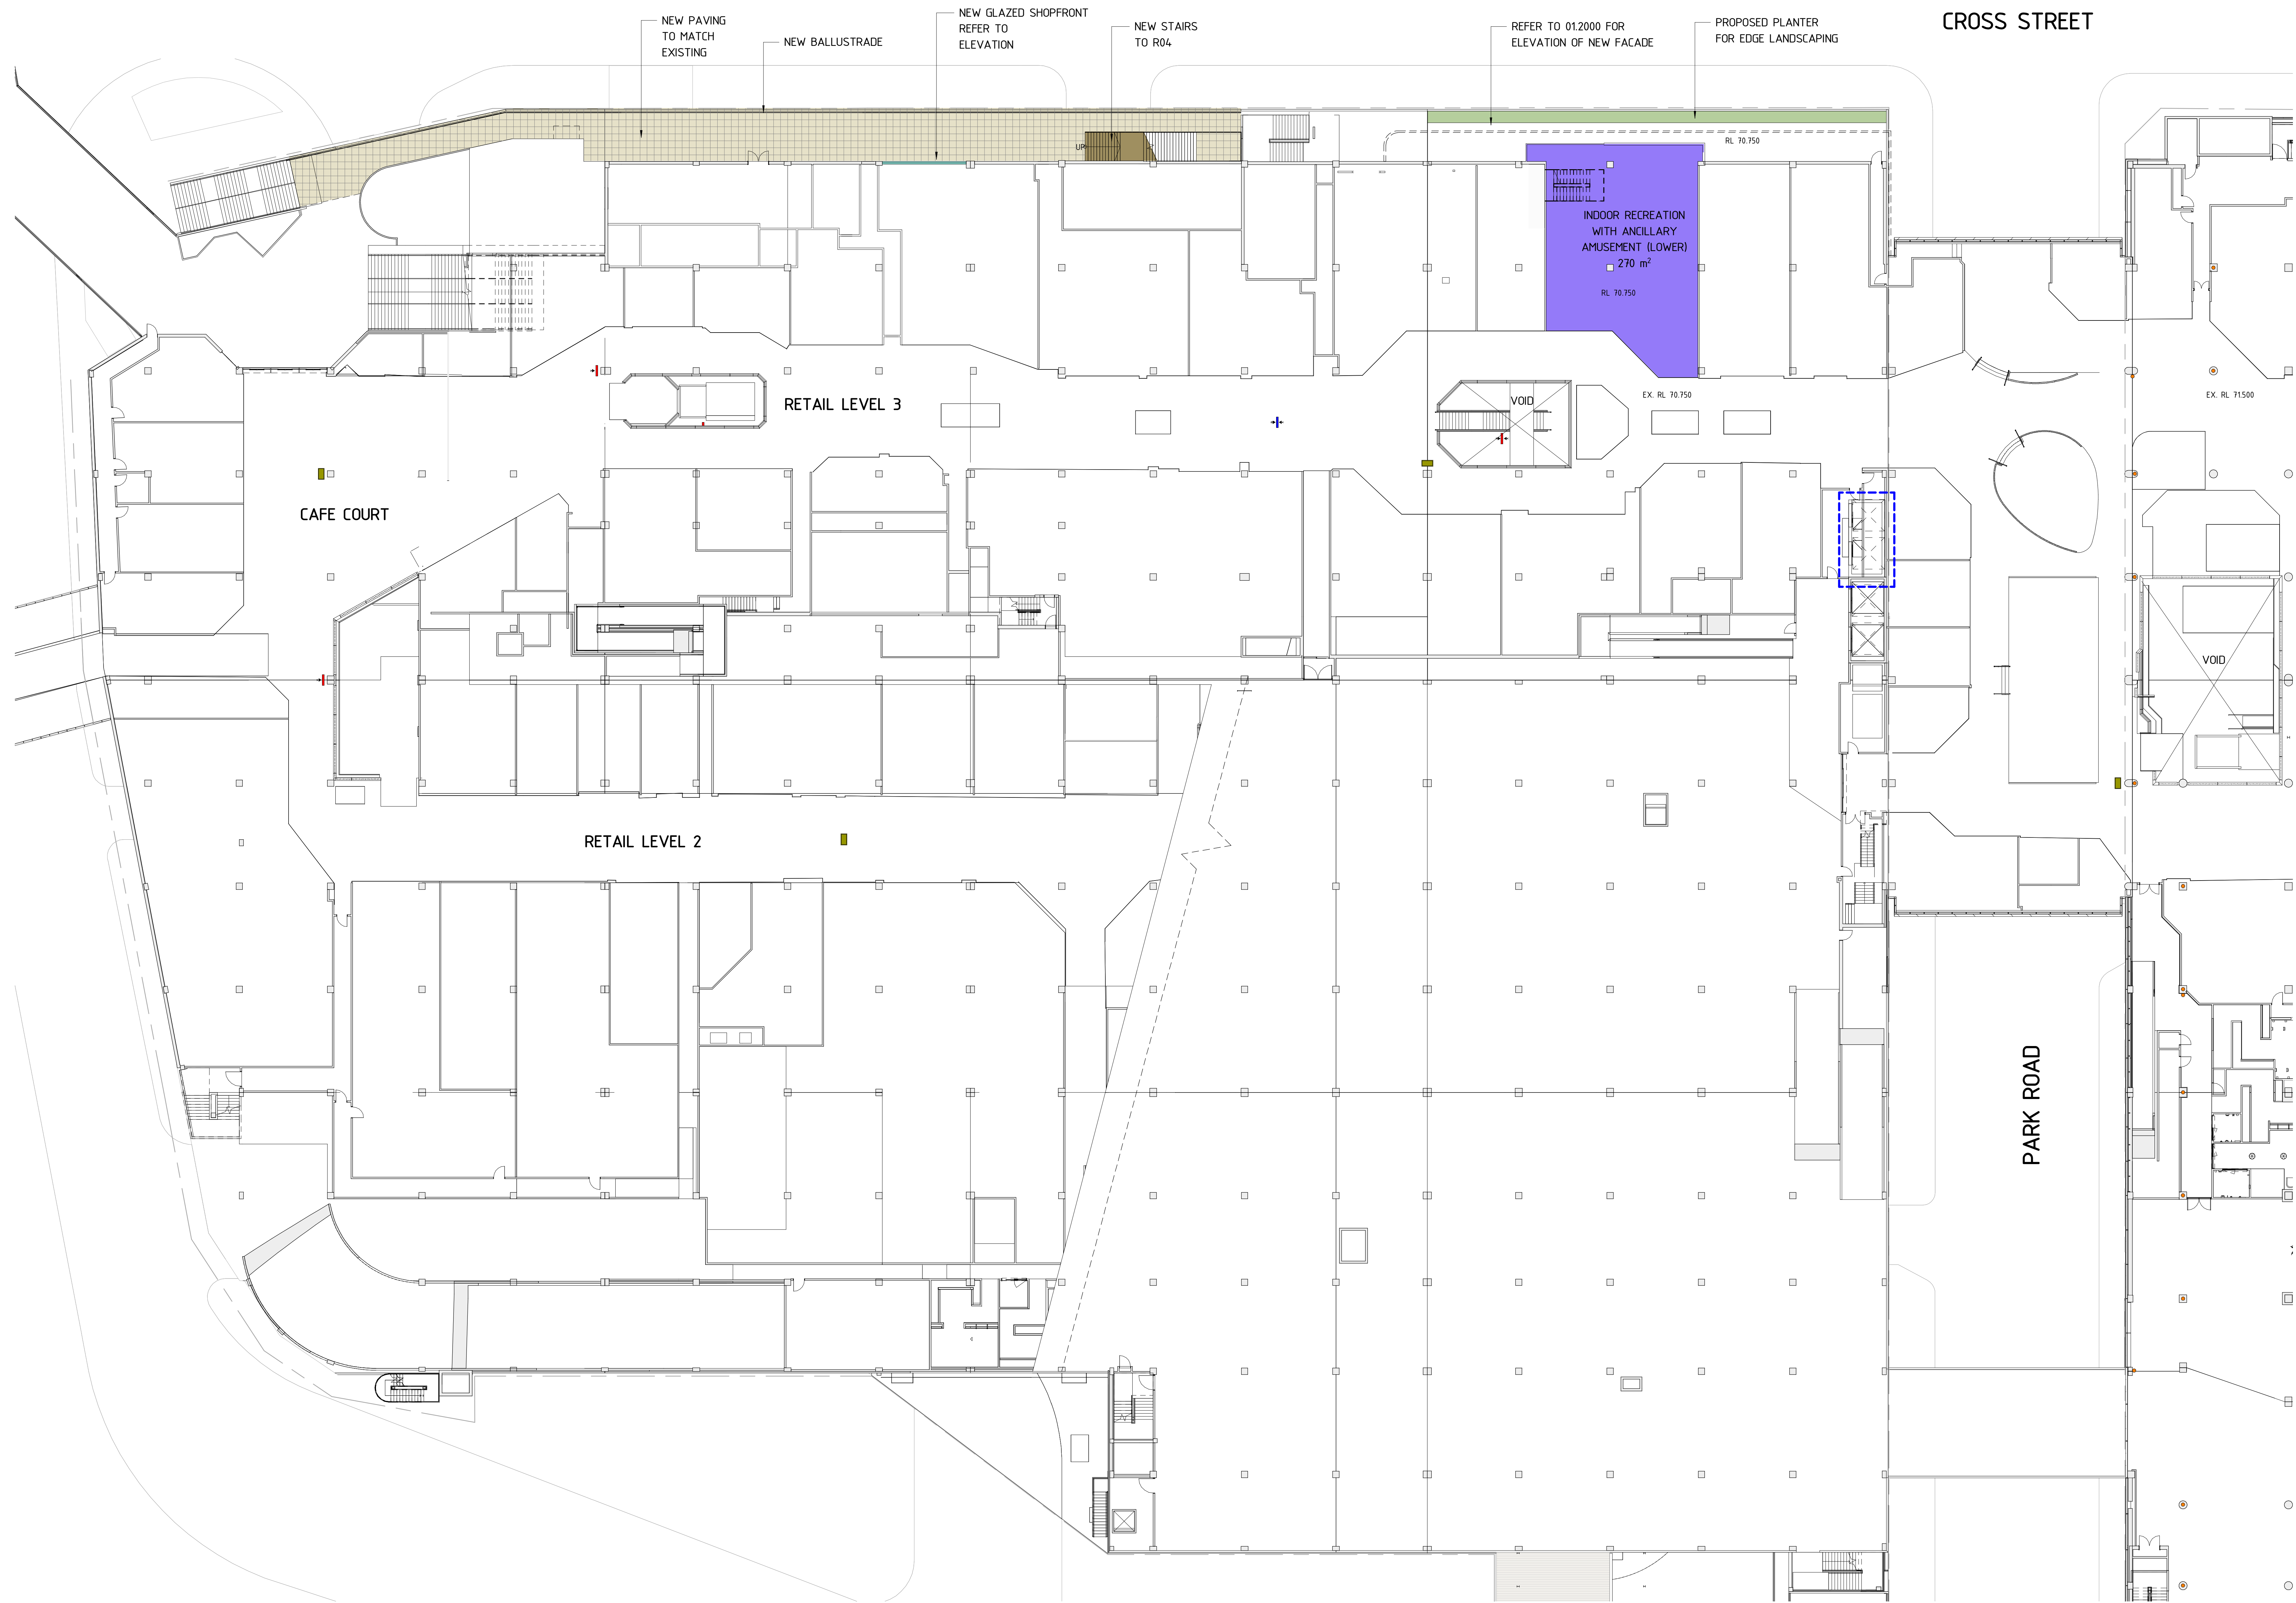 CROSS STREET
NEW PAVING
TO MATCH
EXISTING
NEW BALLUSTRADE
NEW GLAZED SHOPFRONT
REFER TO
ELEVATION
NEW STAIRS
TO R04
REFER TO 01.2000 FOR
ELEVATION OF NEW FACADE
PROPOSED PLANTER
FOR EDGE LANDSCAPING
UP
RL 70.750
INDOOR RECREATION
WITH ANCILLARY
AMUSEMENT (LOWER)
270 m²
RL 70.750
RETAIL LEVEL 3
VOID
EX. RL 70.750
EX. RL 71.500
CAFE COURT
VOID
RETAIL LEVEL 2
PARK ROAD